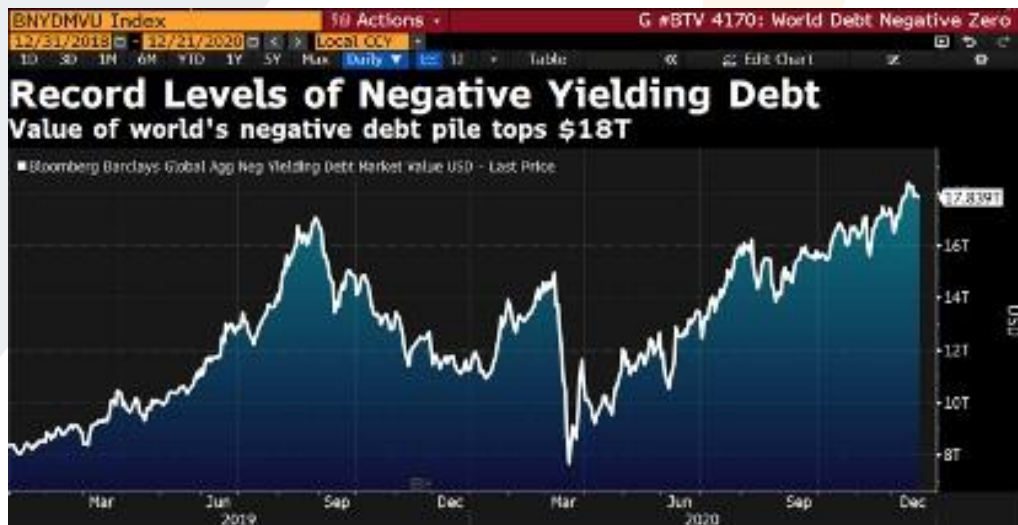 BNYDMVU Index 98 Actions G #BTV 4170: World Debt Negative Zero
12/31/2018 - 12/21/2020 Local CCY
1D 3D 1M 6M YTD 1Y 5Y Max Daily Table « Edit Chart
Record Levels of Negative Yielding Debt
Value of world's negative debt pile tops $18T
Bloomberg Barclays Global Agg Neg Yielding Debt Market Value USD - Last Price
17.839T
16T
14T
USD
12T
10T
8T
Mar Jun Sep Dec Mar Jun Sep Dec
2019 2020